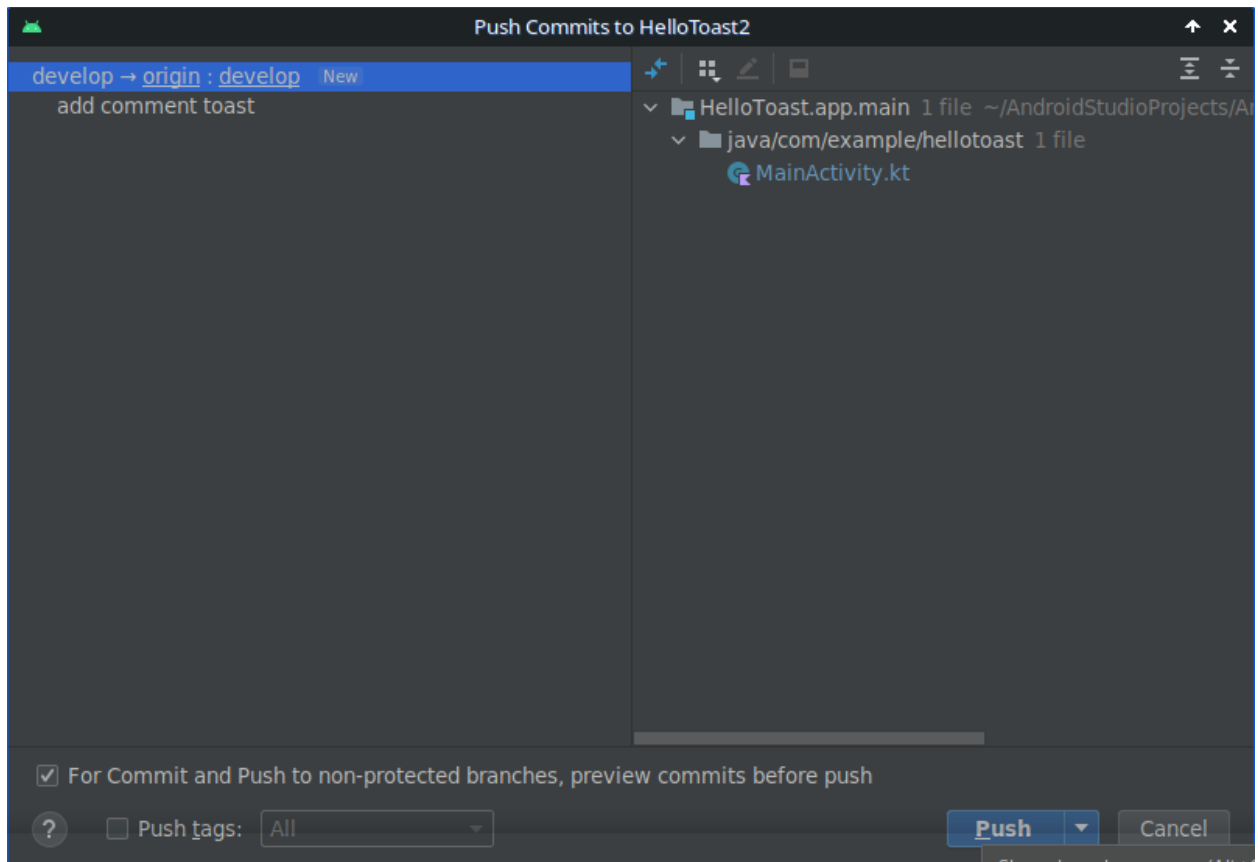 Push Commits to HelloToast2
develop → origin : develop New
add comment toast
HelloToast.app.main 1 file ~/AndroidStudioProjects/
java/com/example/hellotoast 1 file
MainActivity.kt
For Commit and Push to non-protected branches, preview commits before push
? Push tags: All Push Cancel